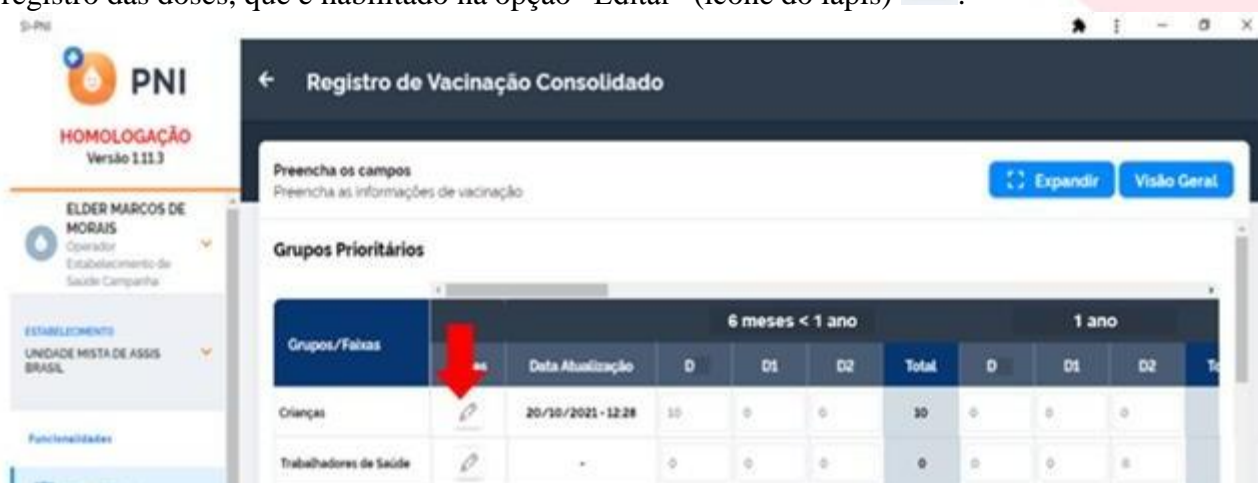 registro das doses, que é habilitado na opção "Editar" (ícone do lápis) .
SI-PNI
PNI
HOMOLOGAÇÃO
Versão 1.11.3
ELDER MARCOS DE
MORAIS
Operador
Estabelecimento de
Saúde Campanha
ESTABELECIMENTO
UNIDADE MISTA DE ASSIS
BRASIL
Funcionalidades
Registro de Vacinação Consolidado
Preencha os campos
Preencha as informações de vacinação
Expandir Visão Geral
Grupos Prioritários
6 meses < 1 ano 1 ano
Grupos/Faixas Data Atualização D D1 D2 Total D D1 D2
Crianças 20/10/2021 - 12:28 10 0 0 10 0 0 0
Trabalhadores de Saúde - 0 0 0 0 0 0 0